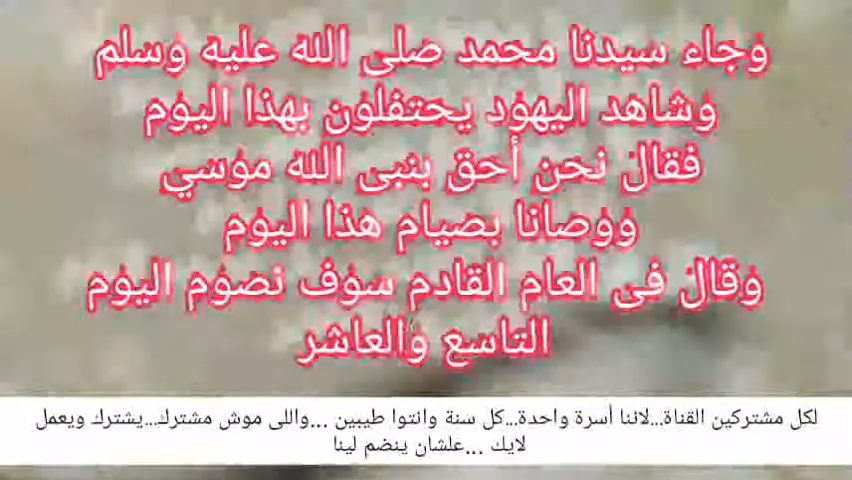 وجاء سيدنا محمد صلى الله عليه وسلم
وشاهد اليهود يحتفلون بهذا اليوم
فقال نحن أحق بنبى الله موسي
ووصانا بصيام هذا اليوم
وقال فى العام القادم سوف نصوم اليوم
التاسع والعاشر
لكل مشتركين القناة...لاننا أسرة واحدة...كل سنة وانتوا طيبين ...واللى موش مشترك...يشترك ويعمل
لايك ...علشان ينضم لينا